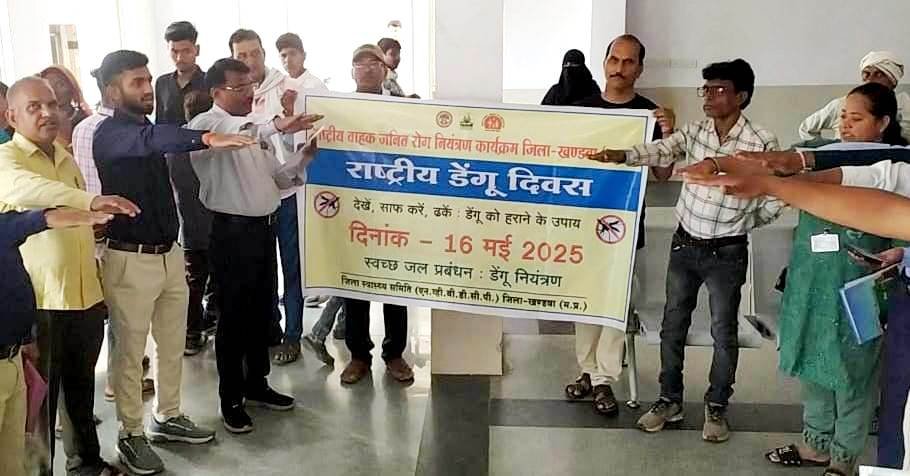 राष्ट्रीय वाहक जनित रोग नियंत्रण कार्यक्रम जिला-खण्डवा
राष्ट्रीय डेंगू दिवस
देखें, साफ करें, ढकें : डेंगू को हराने के उपाय
दिनांक - 16 मई 2025
स्वच्छ जल प्रबंधन : डेंगू नियंत्रण
जिला स्वास्थ्य समिति (एन.व्ही.बी.डी.सी.पी.) जिला-खण्डवा (म.प्र.)